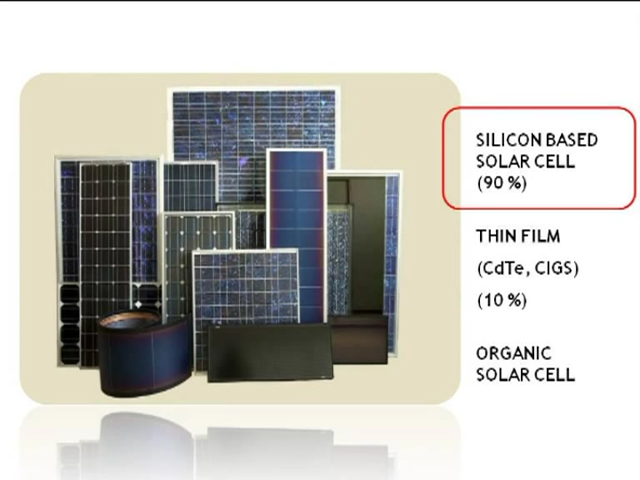 SILICON BASED
SOLAR CELL
(90 %)
THIN FILM
(CdTe, CIGS)
(10 %)
ORGANIC
SOLAR CELL